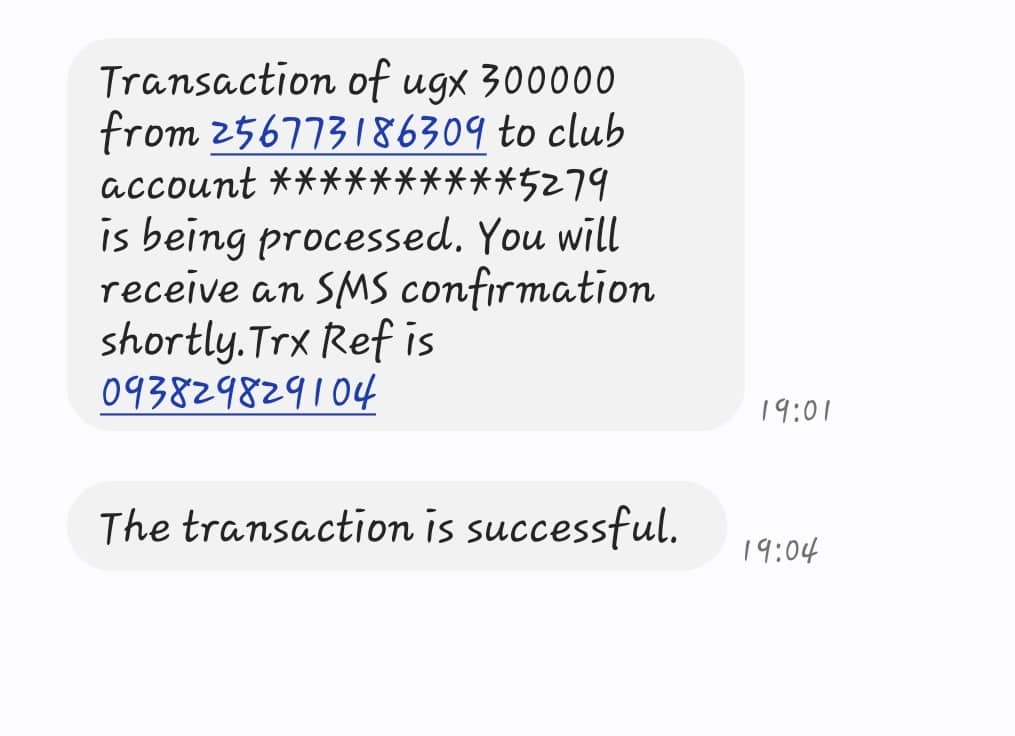 Transaction of ugx 300000
from 256773186309 to club
account **********5279
is being processed. You will
receive an SMS confirmation
shortly.Trx Ref is
093829829104
19:01
The transaction is successful.
19:04